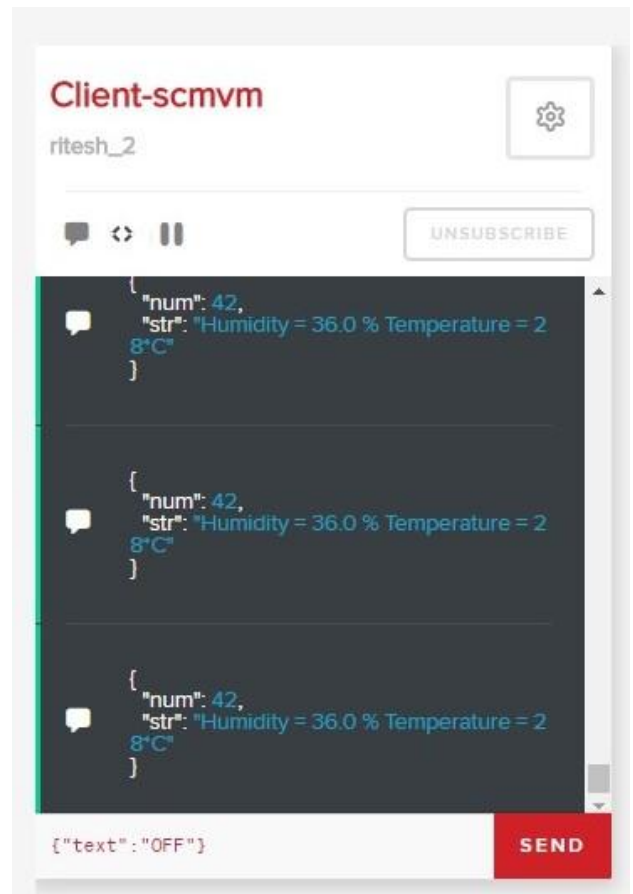 Client-scmvm
ritesh_2
UNSUBSCRIBE
{
"num": 42,
"str": "Humidity = 36.0 % Temperature = 2
8*C"
}
{
"num": 42,
"str": "Humidity = 36.0 % Temperature = 2
8*C"
}
{
"num": 42,
"str": "Humidity = 36.0 % Temperature = 2
8*C"
}
{"text":"OFF"}
SEND